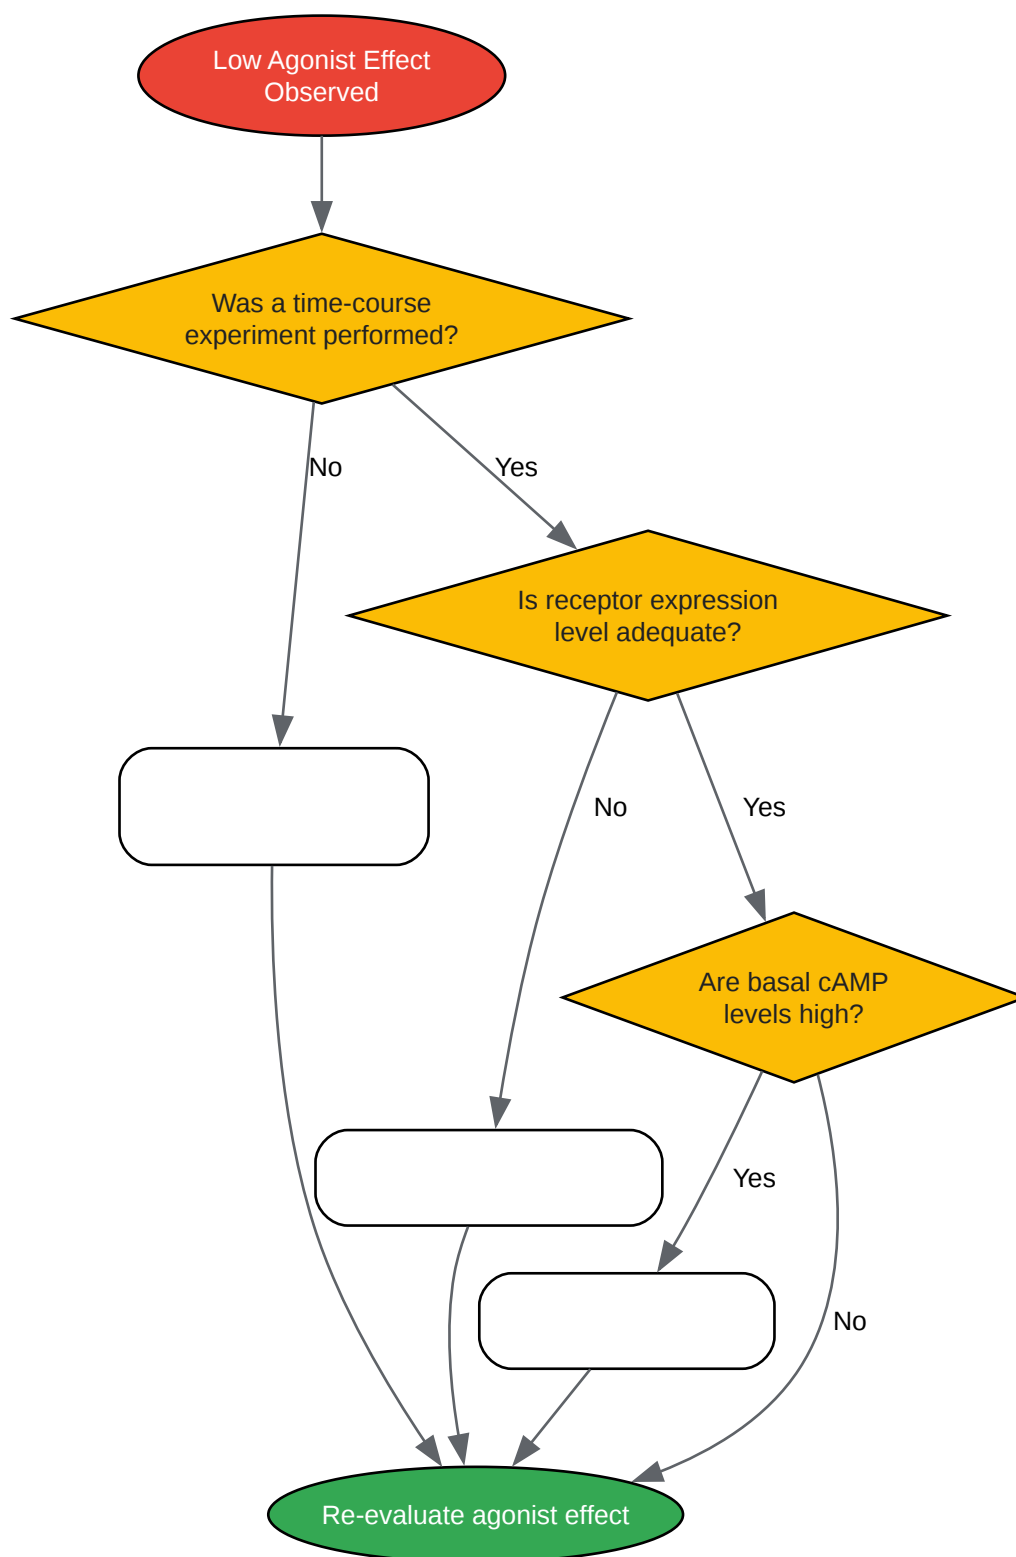 Low Agonist Effect
Observed
Was a time-course
experiment performed?
No
Yes
Is receptor expression
level adequate?
No
Yes
Are basal cAMP
levels high?
Yes
No
Re-evaluate agonist effect